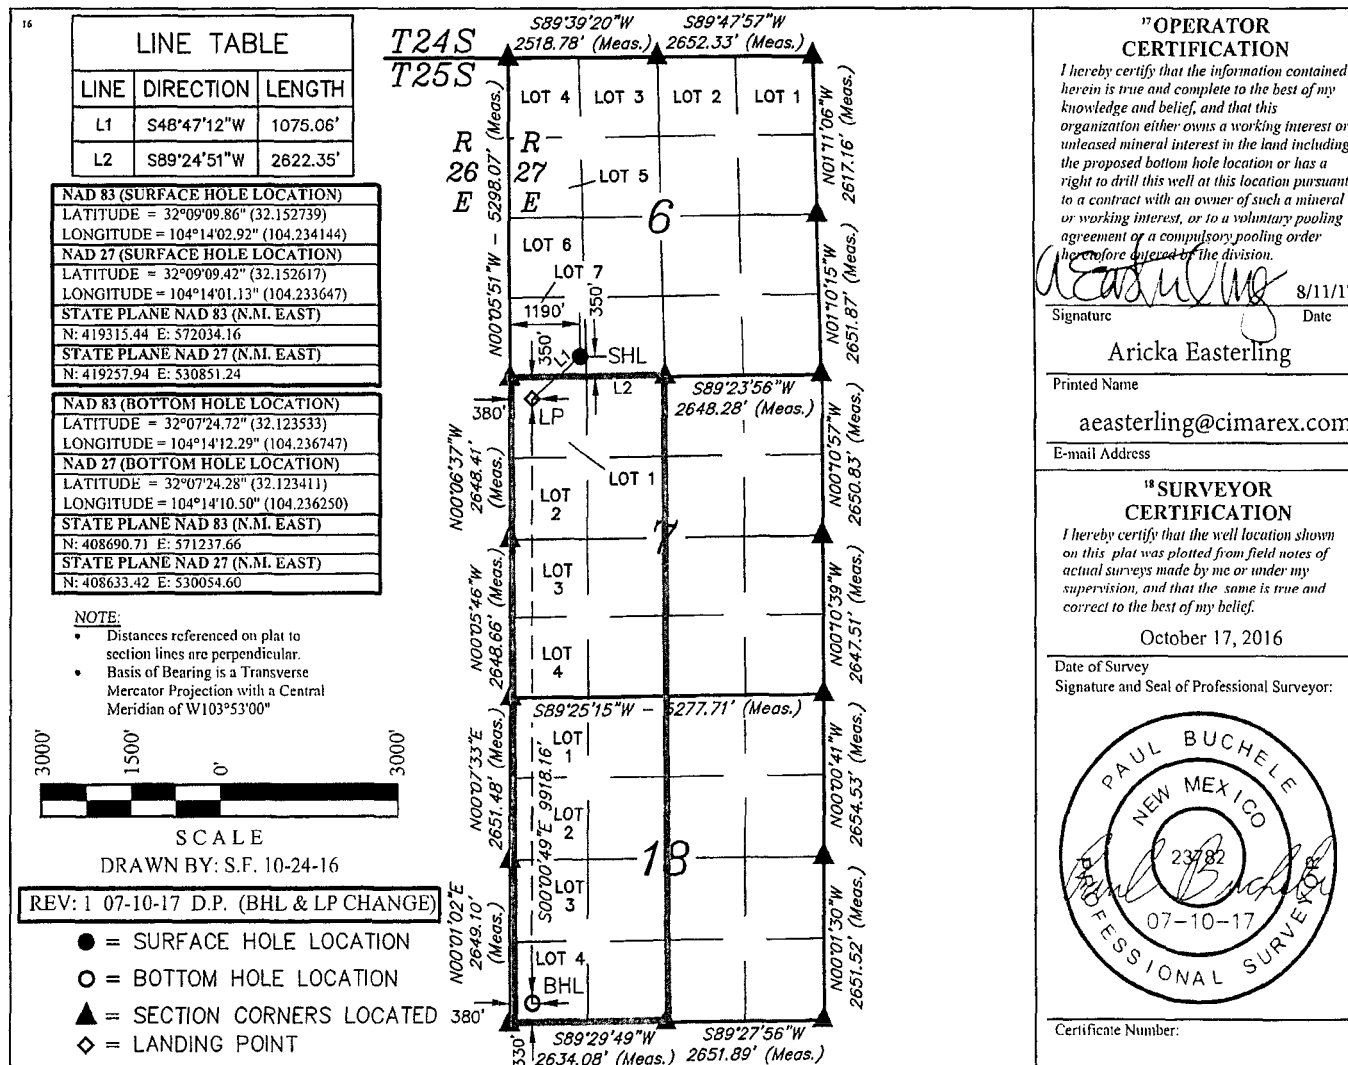 16
LINE TABLE
LINE DIRECTION LENGTH
L1 S48°47'12"W 1075.06'
L2 S89°24'51"W 2622.35'
NAD 83 (SURFACE HOLE LOCATION)
LATITUDE = 32°09'09.86" (32.152739)
LONGITUDE = 104°14'02.92" (104.234144)
NAD 27 (SURFACE HOLE LOCATION)
LATITUDE = 32°09'09.42" (32.152617)
LONGITUDE = 104°14'01.13" (104.233647)
STATE PLANE NAD 83 (N.M. EAST)
N: 419315.44 E: 572034.16
STATE PLANE NAD 27 (N.M. EAST)
N: 419257.94 E: 530851.24
NAD 83 (BOTTOM HOLE LOCATION)
LATITUDE = 32°07'24.72" (32.123533)
LONGITUDE = 104°14'12.29" (104.236747)
NAD 27 (BOTTOM HOLE LOCATION)
LATITUDE = 32°07'24.28" (32.123411)
LONGITUDE = 104°14'10.50" (104.236250)
STATE PLANE NAD 83 (N.M. EAST)
N: 408690.71 E: 571237.66
STATE PLANE NAD 27 (N.M. EAST)
N: 408633.42 E: 530054.60
NOTE:
• Distances referenced on plat to
section lines are perpendicular.
• Basis of Bearing is a Transverse
Mercator Projection with a Central
Meridian of W103°53'00"
3000' 1500' 0' 3000'
SCALE
DRAWN BY: S.F. 10-24-16
REV: 1 07-10-17 D.P. (BHL & LP CHANGE)
= SURFACE HOLE LOCATION
= BOTTOM HOLE LOCATION
= SECTION CORNERS LOCATED
= LANDING POINT
T24S
T25S
S89°39'20"W
2518.78' (Meas.)
S89°47'57"W
2652.33' (Meas.)
LOT 4 LOT 3 LOT 2 LOT 1
R R
26 27
E E
LOT 5
6
LOT 6
LOT 7
N00°05'51"W - 5298.07' (Meas.)
N01°11'06"W
2617.16' (Meas.)
N01°10'15"W
2651.87' (Meas.)
1190'
350'
350'
L1
SHL
L2
S89°23'56"W
2648.28' (Meas.)
380'
LP
LOT 1
LOT
2
7
LOT
3
LOT
4
N00°06'37"W
2648.41'
(Meas.)
N00°05'46"W
2648.66' (Meas.)
N00°10'57"W
2650.83' (Meas.)
N00°10'39"W
2647.51' (Meas.)
S89°25'15"W - 5277.71' (Meas.)
LOT
1
LOT
2
18
LOT
3
LOT 4
S00°00'49"E 9918.16'
N00°07'33"E
2651.48' (Meas.)
N00°01'02"E
2649.10'
(Meas.)
N00°00'41"W
2654.53' (Meas.)
N00°01'30"W
2651.52' (Meas.)
BHL
380'
330'
S89°29'49"W
2634.08' (Meas.)
S89°27'56"W
2651.89' (Meas.)
17 OPERATOR
CERTIFICATION
I hereby certify that the information contained
herein is true and complete to the best of my
knowledge and belief, and that this
organization either owns a working interest or
unleased mineral interest in the land including
the proposed bottom hole location or has a
right to drill this well at this location pursuant
to a contract with an owner of such a mineral
or working interest, or to a voluntary pooling
agreement or a compulsory pooling order
heretofore entered by the division.
8/11/17
Signature Date
Aricka Easterling
Printed Name
aeasterling@cimarex.com
E-mail Address
18 SURVEYOR
CERTIFICATION
I hereby certify that the well location shown
on this plat was plotted from field notes of
actual surveys made by me or under my
supervision, and that the same is true and
correct to the best of my belief.
October 17, 2016
Date of Survey
Signature and Seal of Professional Surveyor:
PAUL BUCHELE
NEW MEXICO
23782
07-10-17
PROFESSIONAL SURVEYOR
Certificate Number: